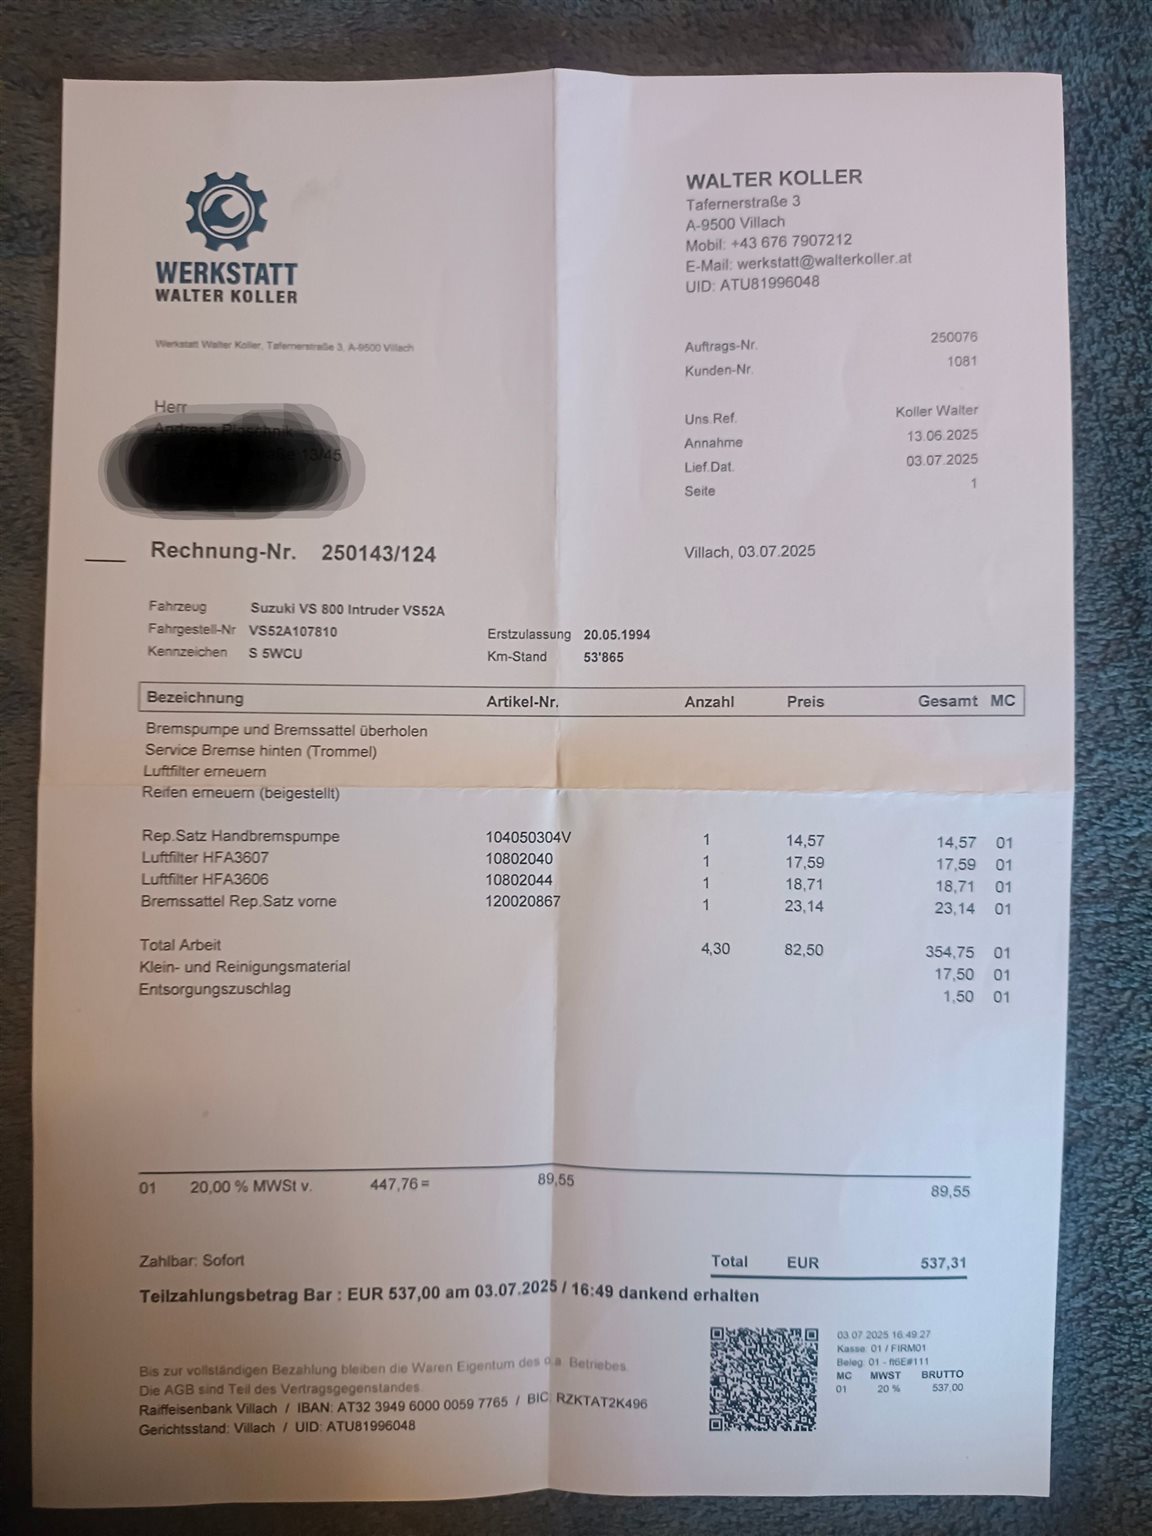 WERKSTATT
WALTER KOLLER
WALTER KOLLER
Tafernerstraße 3
A-9500 Villach
Mobil: +43 676 7907212
E-Mail: werkstatt@walterkoller.at
UID: ATU81996048
Werkstatt Walter Koller, Tafernerstraße 3, A-9500 Villach
Auftrags-Nr. 250076
Kunden-Nr. 1081
Herr
Uns.Ref. Koller Walter
Annahme 13.06.2025
Lief.Dat. 03.07.2025
Seite 1
Rechnung-Nr. 250143/124
Villach, 03.07.2025
Fahrzeug Suzuki VS 800 Intruder VS52A
Fahrgestell-Nr VS52A107810 Erstzulassung 20.05.1994
Kennzeichen S 5WCU Km-Stand 53'865
Bezeichnung Artikel-Nr. Anzahl Preis Gesamt MC
Bremspumpe und Bremssattel überholen
Service Bremse hinten (Trommel)
Luftfilter erneuern
Reifen erneuern (beigestellt)
Rep.Satz Handbremspumpe 104050304V 1 14,57 14,57 01
Luftfilter HFA3607 10802040 1 17,59 17,59 01
Luftfilter HFA3606 10802044 1 18,71 18,71 01
Bremssattel Rep.Satz vorne 120020867 1 23,14 23,14 01
Total Arbeit 4,30 82,50 354,75 01
Klein- und Reinigungsmaterial 17,50 01
Entsorgungszuschlag 1,50 01
01 20,00 % MWSt v. 447,76 = 89,55 89,55
Zahlbar: Sofort Total EUR 537,31
Teilzahlungsbetrag Bar : EUR 537,00 am 03.07.2025 / 16:49 dankend erhalten
03.07.2025 16:49:27
Kasse: 01 / FIRM01
Beleg: 01 - fI6E#111
MC MWST BRUTTO
01 20 % 537,00
Bis zur vollständigen Bezahlung bleiben die Waren Eigentum des o.a. Betriebes.
Die AGB sind Teil des Vertragsgegenstandes.
Raiffeisenbank Villach / IBAN: AT32 3949 6000 0059 7765 / BIC: RZKTAT2K496
Gerichtsstand: Villach / UID: ATU81996048